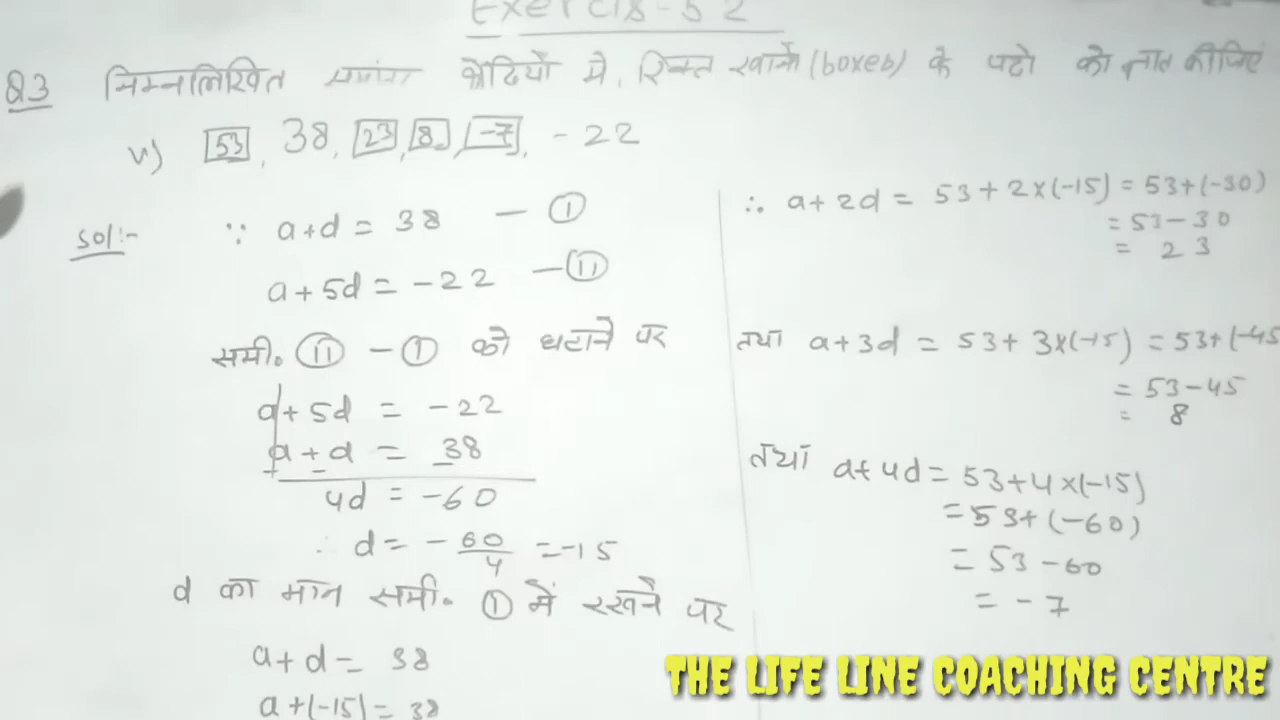 Exercise-5.2
Q3 निम्नलिखित समांतर श्रेढियों में, रिक्त खानों (boxes) के पदों को ज्ञात कीजिए
v) 53, 38, 23, 8, -7, -22
Sol:-
∵ a+d = 38 — ①
a+5d = -22 — ⑪
समी. ⑪ - ① को घटाने पर
a+5d = -22
a+d = 38
- - -
4d = -60
∴ d = -60/4 = -15
d का मान समी. ① में रखने पर
a+d = 38
a+(-15) = 38
∴ a+2d = 53+2×(-15) = 53+(-30)
= 53-30
= 23
तथा a+3d = 53+3×(-15) = 53+(-45
= 53-45
= 8
तथा a+4d = 53+4×(-15)
= 53+(-60)
= 53-60
= -7
THE LIFE LINE COACHING CENTRE